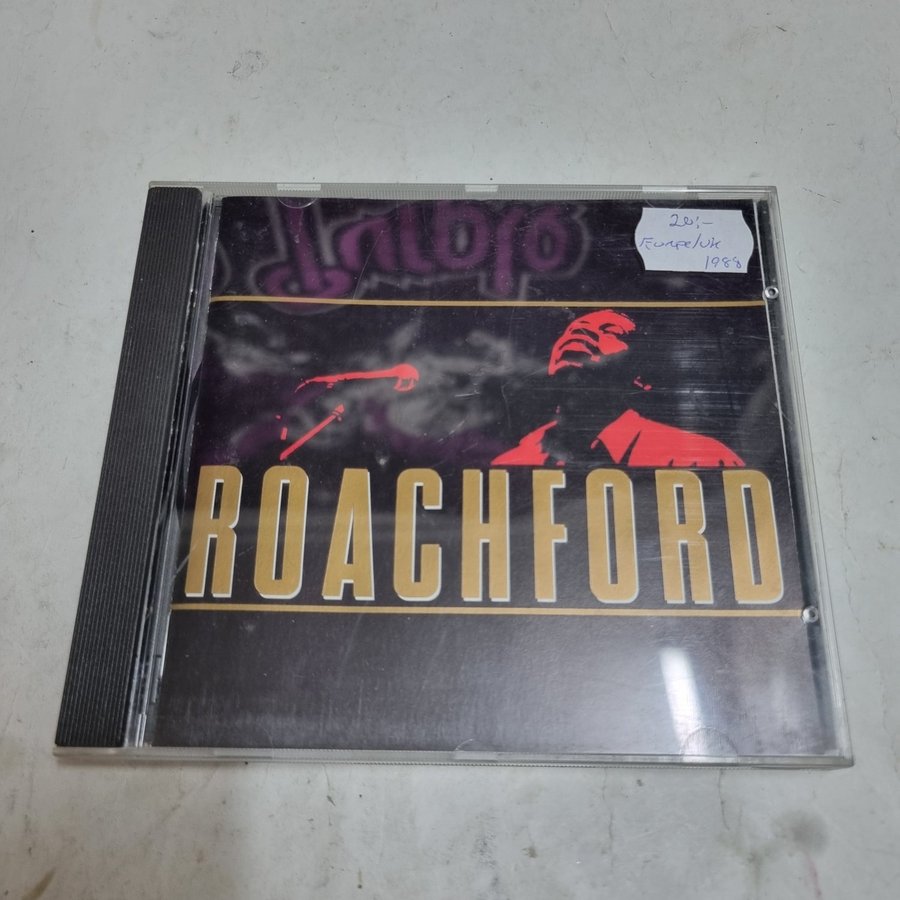 20,-
Europe/UK
1988
ROACHFORD